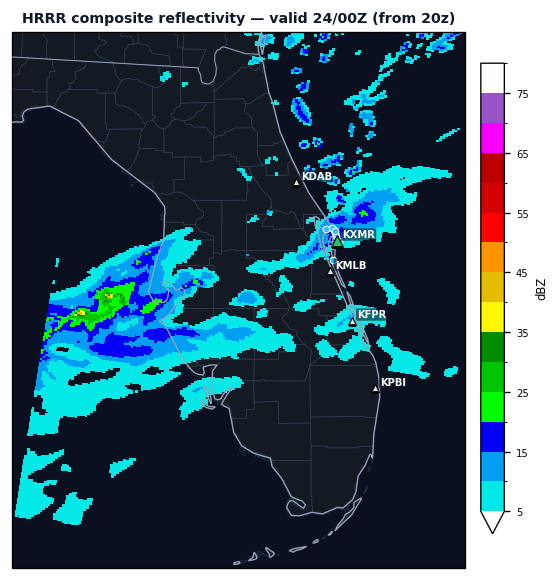 HRRR composite reflectivity — valid 24/00Z (from 20z)
KDAB
KXMR
KMLB
KFPR
KPBI
75
65
55
45
35
25
15
5
dBZ